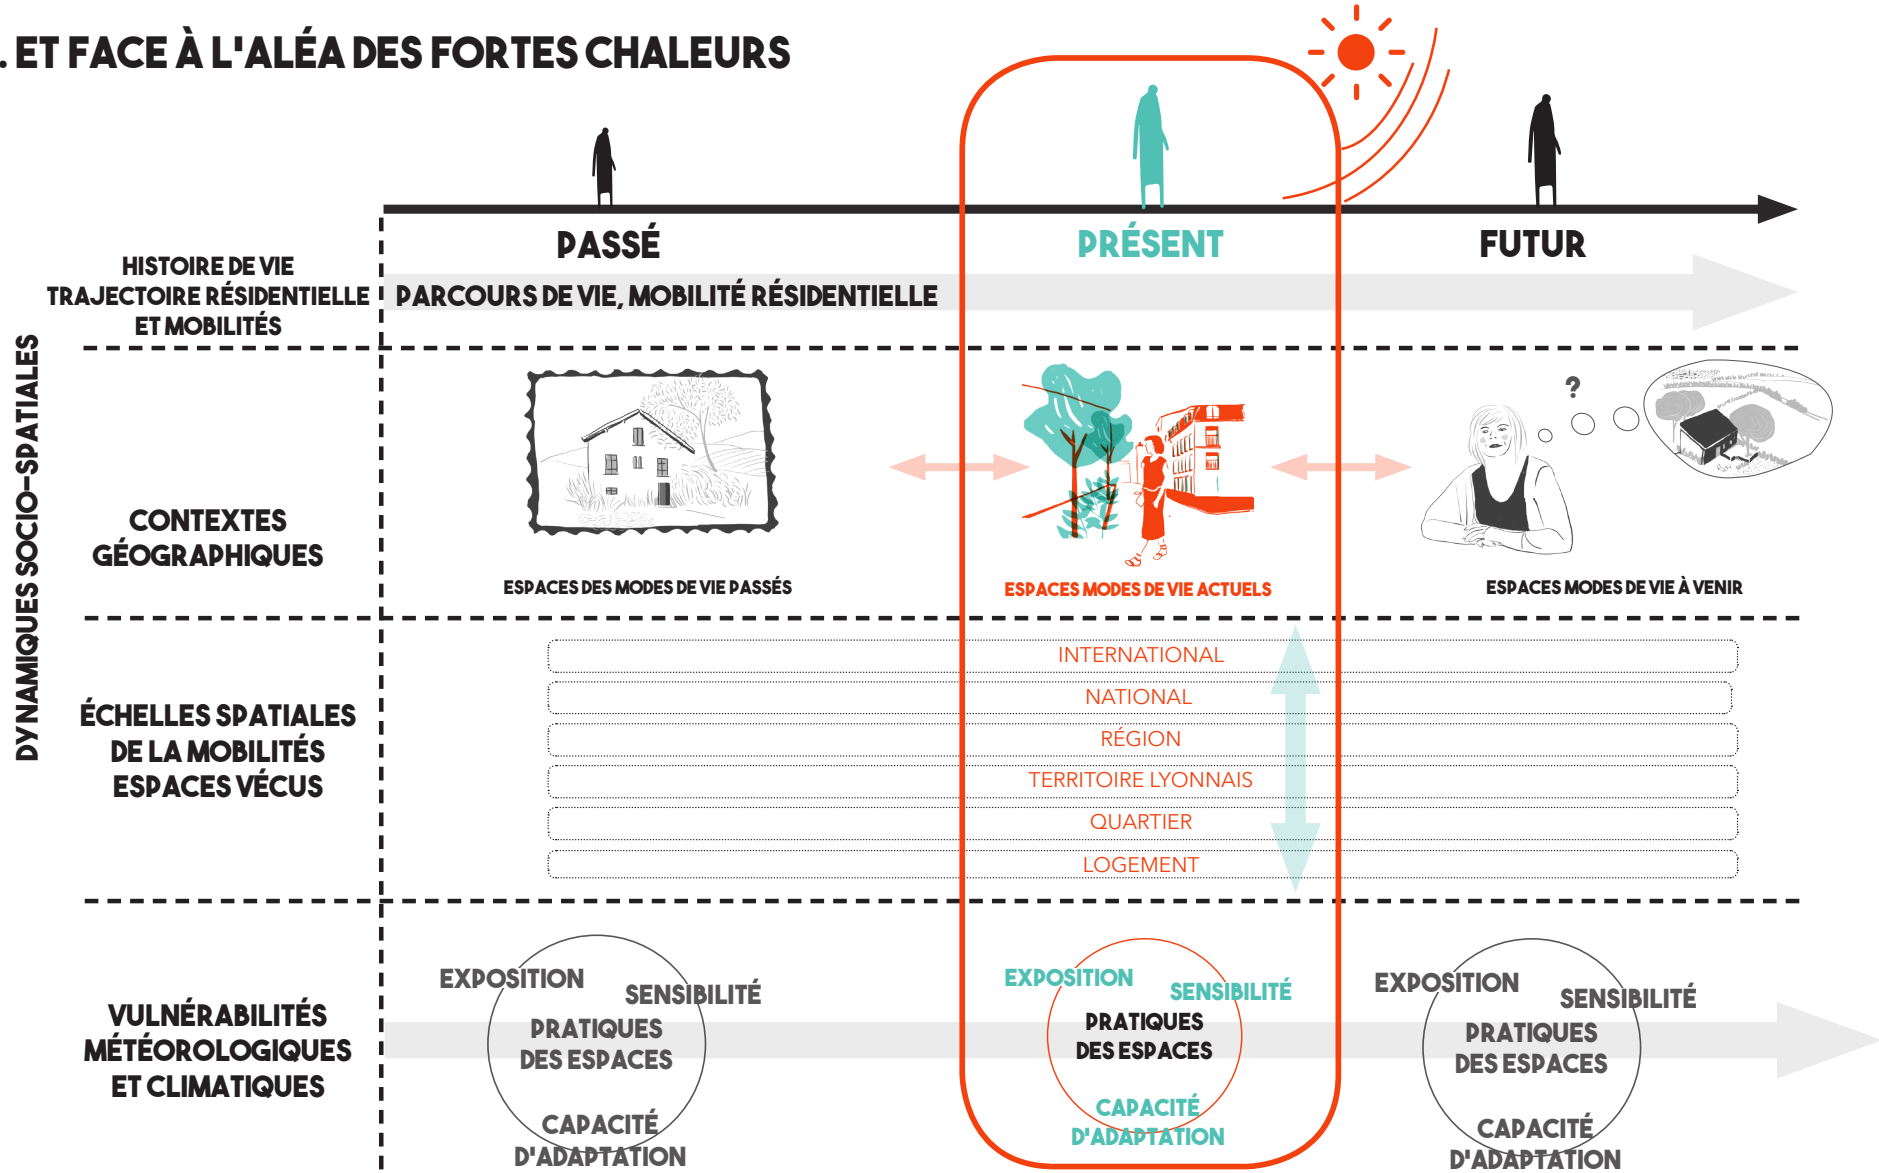 . ET FACE À L'ALÉA DES FORTES CHALEURS
PASSÉ
PRÉSENT
FUTUR
HISTOIRE DE VIE
TRAJECTOIRE RÉSIDENTIELLE
ET MOBILITÉS
PARCOURS DE VIE, MOBILITÉ RÉSIDENTIELLE
DYNAMIQUES SOCIO-SPATIALES
CONTEXTES
GÉOGRAPHIQUES
?
ESPACES DES MODES DE VIE PASSÉS
ESPACES MODES DE VIE ACTUELS
ESPACES MODES DE VIE À VENIR
ÉCHELLES SPATIALES
DE LA MOBILITÉS
ESPACES VÉCUS
INTERNATIONAL
NATIONAL
RÉGION
TERRITOIRE LYONNAIS
QUARTIER
LOGEMENT
VULNÉRABILITÉS
MÉTÉOROLOGIQUES
ET CLIMATIQUES
EXPOSITION
SENSIBILITÉ
PRATIQUES
DES ESPACES
CAPACITÉ
D'ADAPTATION
EXPOSITION
SENSIBILITÉ
PRATIQUES
DES ESPACES
CAPACITÉ
D'ADAPTATION
EXPOSITION
SENSIBILITÉ
PRATIQUES
DES ESPACES
CAPACITÉ
D'ADAPTATION